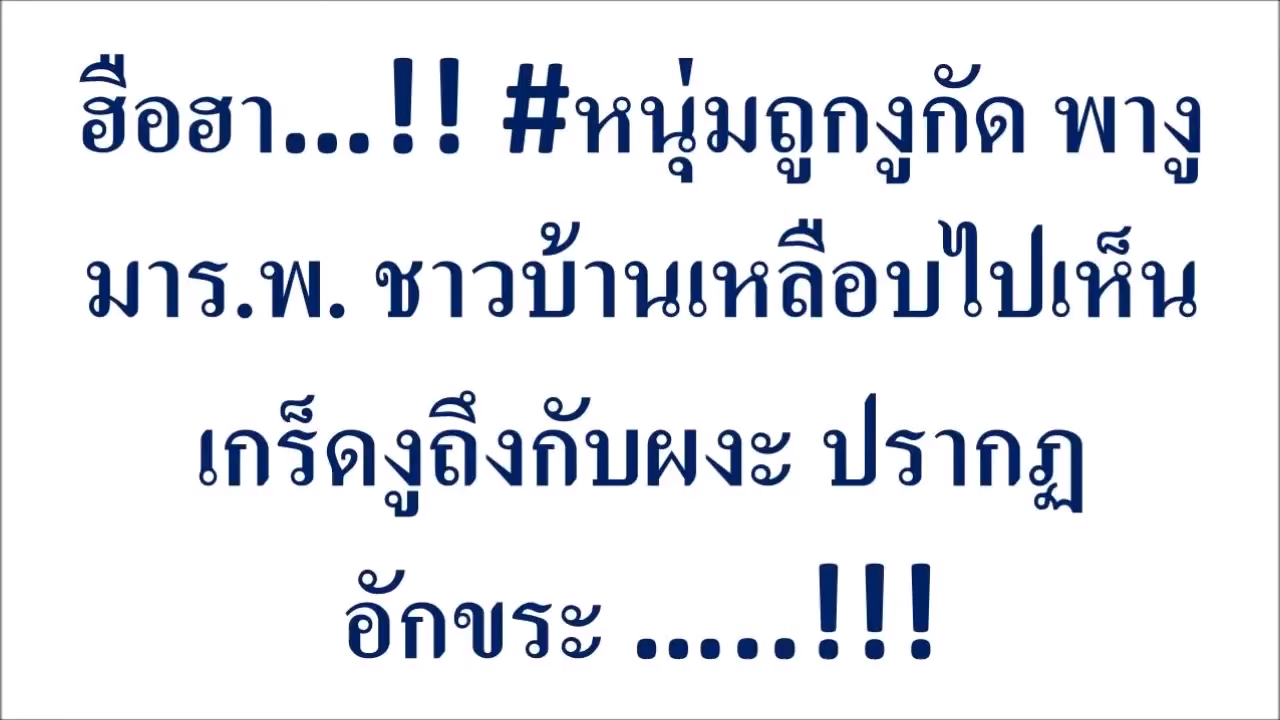 ฮือฮา...!! #หนุ่มถูกงูกัด พางู
มาร.พ. ชาวบ้านเหลือบไปเห็น
เกร็ดงูถึงกับผงะ ปรากฏ
อักขระ .....!!!